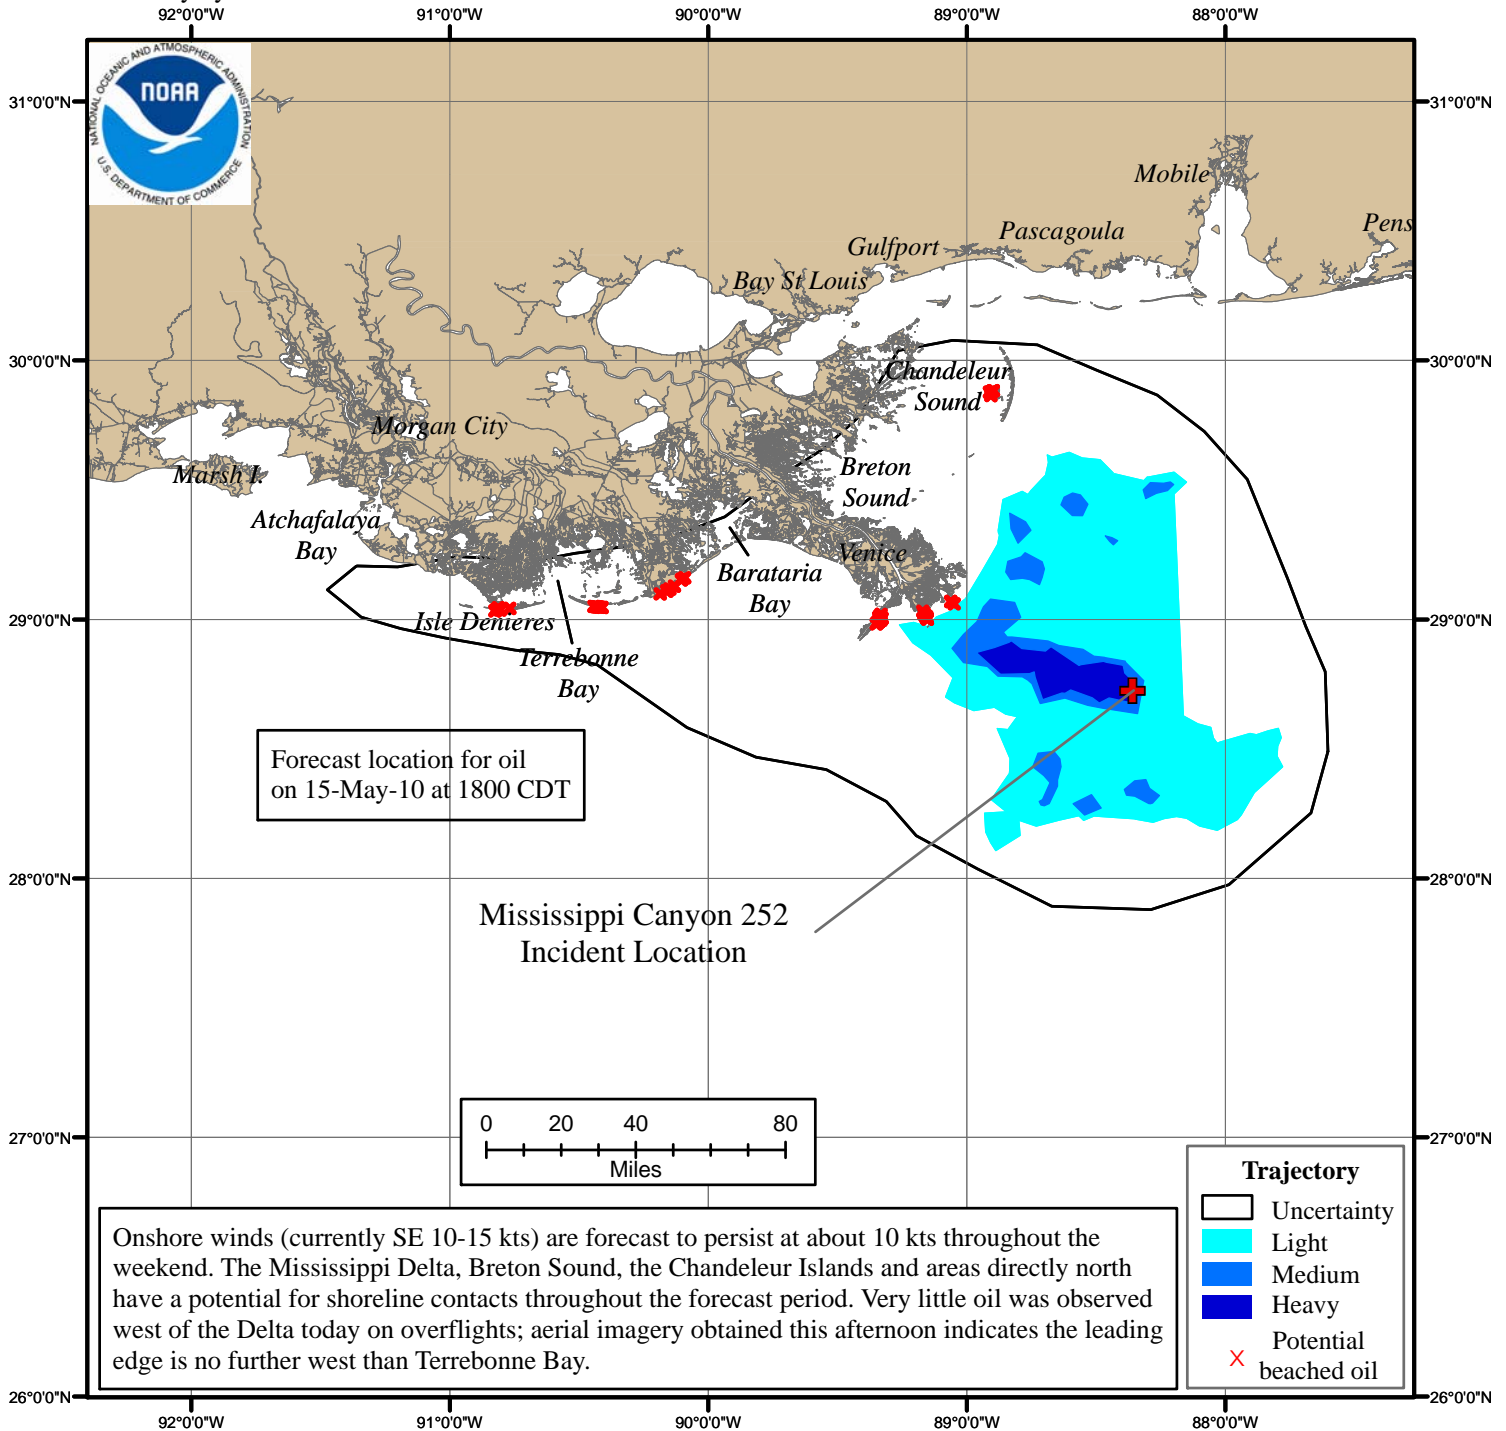 92°0'0"W 91°0'0"W 90°0'0"W 89°0'0"W 88°0'0"W
NATIONAL OCEANIC AND ATMOSPHERIC ADMINISTRATION
NOAA
U.S. DEPARTMENT OF COMMERCE
31°0'0"N 31°0'0"N
Mobile
Pens
Pascagoula
Gulfport
Bay St Louis
30°0'0"N 30°0'0"N
Chandeleur
Sound
Morgan City
Marsh I.
Breton
Sound
Atchafalaya
Bay
Venice
Barataria
Bay
29°0'0"N 29°0'0"N
Isle Denieres
Terrebonne
Bay
Forecast location for oil
on 15-May-10 at 1800 CDT
28°0'0"N 28°0'0"N
Mississippi Canyon 252
Incident Location
0 20 40 80
Miles
27°0'0"N 27°0'0"N
Trajectory
Uncertainty
Light
Medium
Heavy
X Potential
beached oil
Onshore winds (currently SE 10-15 kts) are forecast to persist at about 10 kts throughout the
weekend. The Mississippi Delta, Breton Sound, the Chandeleur Islands and areas directly north
have a potential for shoreline contacts throughout the forecast period. Very little oil was observed
west of the Delta today on overflights; aerial imagery obtained this afternoon indicates the leading
edge is no further west than Terrebonne Bay.
26°0'0"N 26°0'0"N
92°0'0"W 91°0'0"W 90°0'0"W 89°0'0"W 88°0'0"W